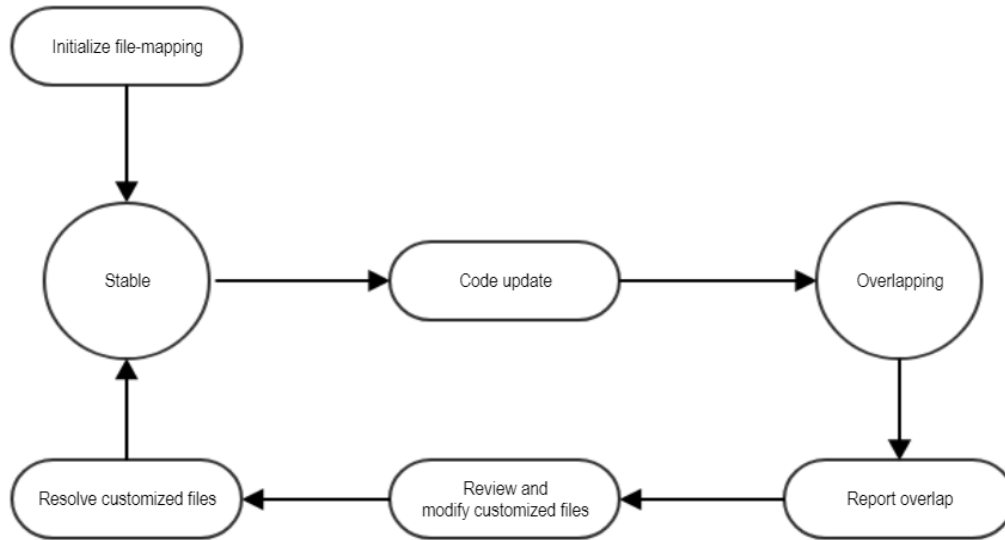 Initialize file-mapping
Stable
Code update
Overlapping
Resolve customized files
Review and
modify customized files
Report overlap